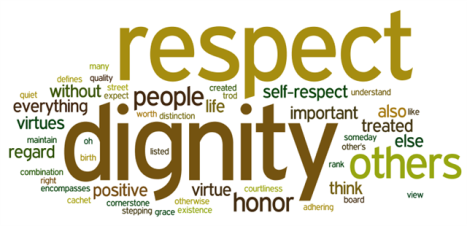 respect
many
defines
quality
quiet
without
street
expect
created
trod
self-respect
understand
everything
people
life
worth
distinction
important
also
like
virtues
treated
maintain
oh
dignity
someday
else
regard
birth
listed
other's
others
combination
right
rank
encompasses
positive
virtue
courtliness
think
view
cachet
cornerstone
otherwise
honor
board
stepping
grace
existence
adhering